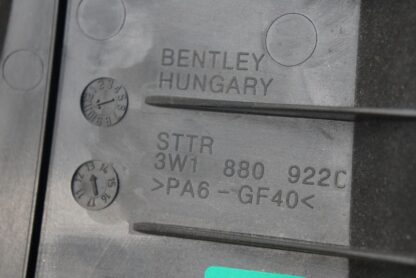 BENTLEY
HUNGARY
STTR
3W1 880 922C
>PA6-GF40<